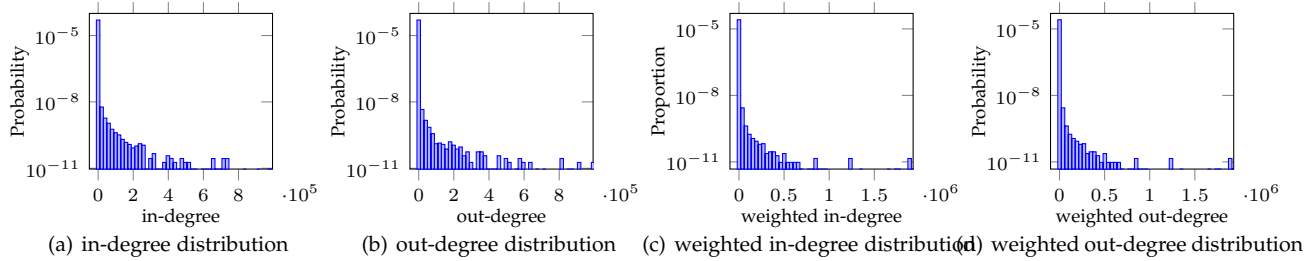 10^-5
10^-8
10^-11
Probability
0 2 4 6 8 ·10^5
in-degree
(a) in-degree distribution
10^-5
10^-8
10^-11
Probability
0 2 4 6 8 ·10^5
out-degree
(b) out-degree distribution
10^-5
10^-8
10^-11
Proportion
0 0.5 1 1.5 ·10^6
weighted in-degree
(c) weighted in-degree distribution
10^-5
10^-8
10^-11
Probability
0 0.5 1 1.5 ·10^6
weighted out-degree
(d) weighted out-degree distribution